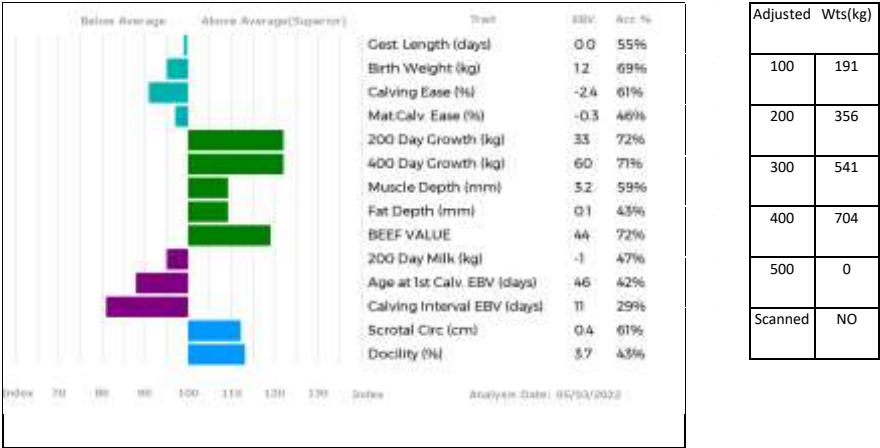 Below Average Above Average(Superior) Trait EBV Acc %
Gest Length (days) 0.0 55%
Birth Weight (kg) 1.2 69%
Calving Ease (%) -2.4 61%
Mat.Calv. Ease (%) -0.3 46%
200 Day Growth (kg) 33 72%
400 Day Growth (kg) 60 71%
Muscle Depth (mm) 3.2 59%
Fat Depth (mm) 0.1 43%
BEEF VALUE 44 72%
200 Day Milk (kg) -1 47%
Age at 1st Calv. EBV (days) 46 42%
Calving Interval EBV (days) 11 29%
Scrotal Circ (cm) 0.4 61%
Docility (%) 3.7 43%
Index 70 80 90 100 110 120 130 Index Analysis Date: 05/03/2022
Adjusted Wts(kg)
100 191
200 356
300 541
400 704
500 0
Scanned NO